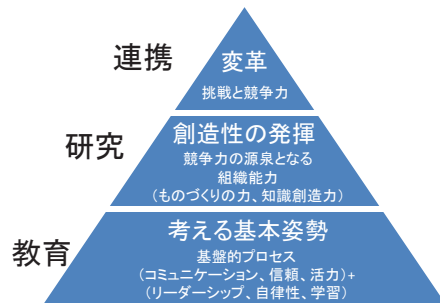 連携
変革
挑戦と競争力
研究
創造性の発揮
競争力の源泉となる
組織能力
（ものづくりの力、知識創造力）
教育
考える基本姿勢
基盤的プロセス
（コミュニケーション、信頼、活力）+
（リーダーシップ、自律性、学習）